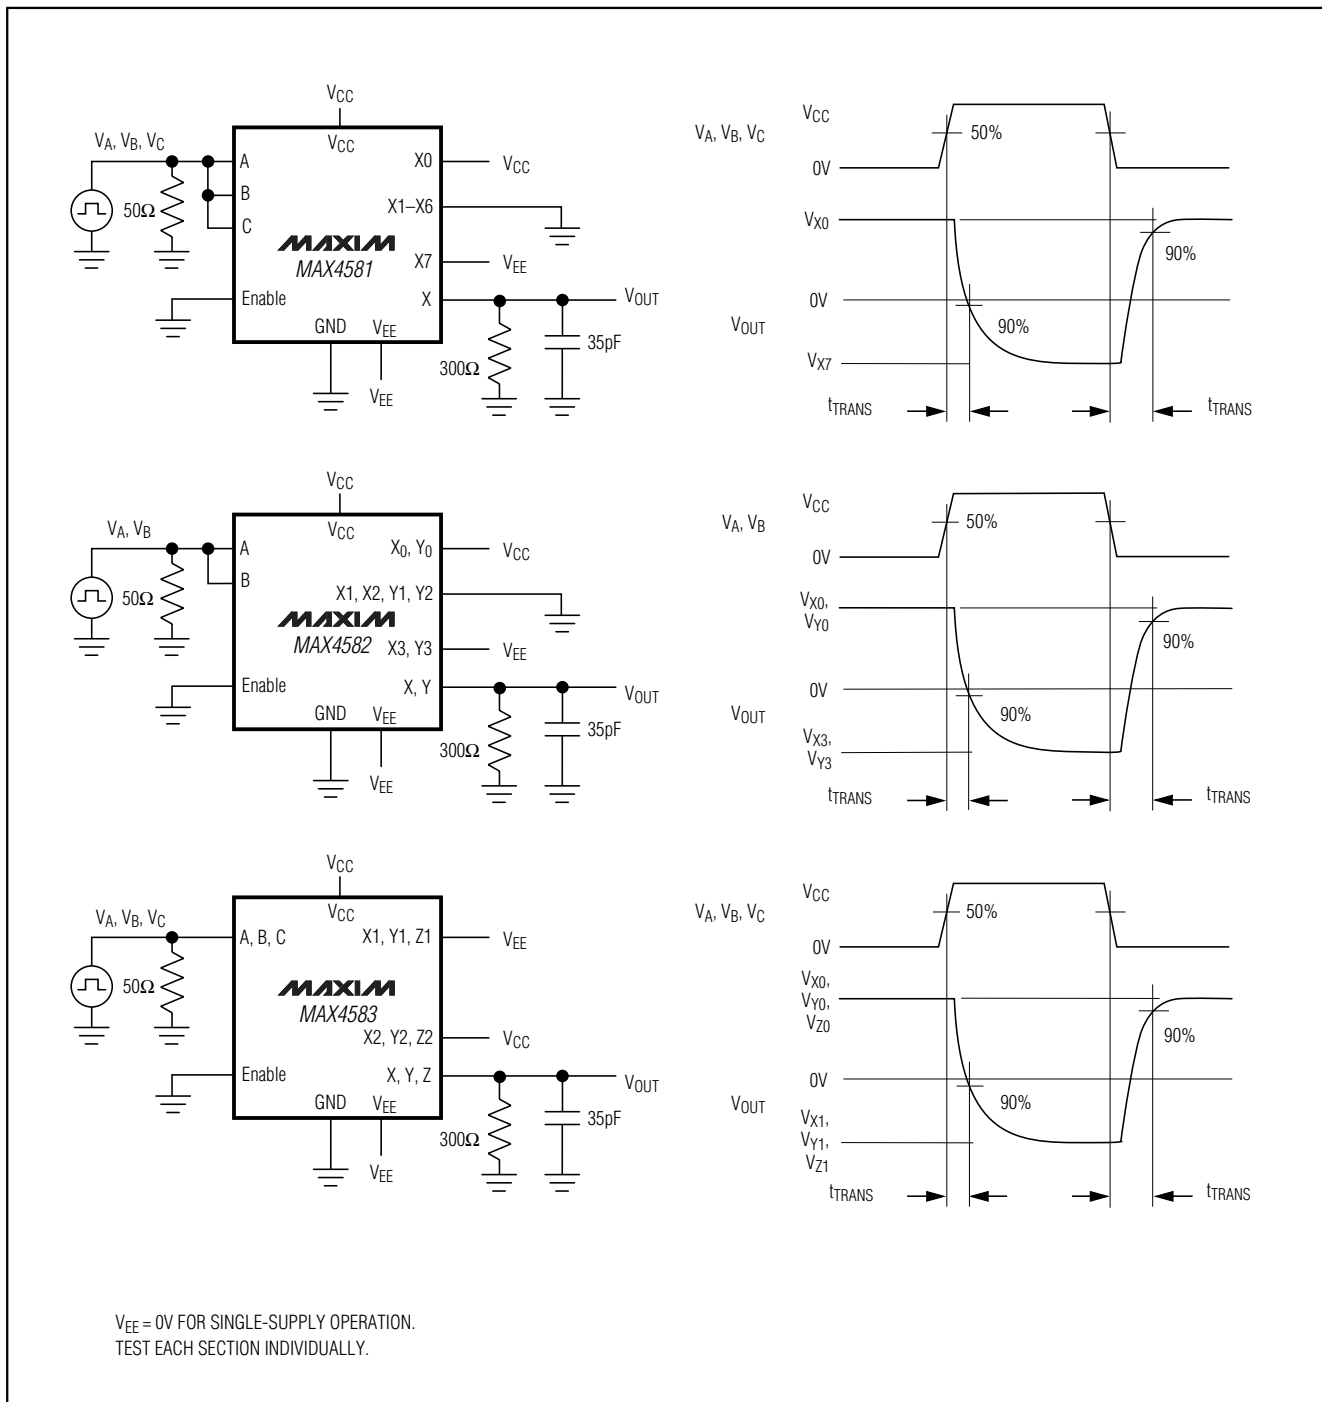 VCC
VA, VB, VC
VCC
A
X0
VCC
B
50Ω
X1–X6
C
MAXIM
MAX4581
X7
VEE
Enable
X
VOUT
GND
VEE
35pF
300Ω
VEE
VCC
VA, VB, VC
50%
0V
VX0
90%
0V
90%
VOUT
VX7
tTRANS
tTRANS
VCC
VA, VB
VCC
A
X0, Y0
VCC
B
50Ω
X1, X2, Y1, Y2
MAXIM
MAX4582
X3, Y3
VEE
Enable
X, Y
VOUT
GND
VEE
35pF
300Ω
VEE
VCC
VA, VB
50%
0V
VX0,
VY0
90%
0V
90%
VOUT
VX3,
VY3
tTRANS
tTRANS
VCC
VA, VB, VC
VCC
A, B, C
X1, Y1, Z1
VEE
50Ω
MAXIM
MAX4583
X2, Y2, Z2
VCC
Enable
X, Y, Z
VOUT
GND
VEE
35pF
300Ω
VEE
VCC
VA, VB, VC
50%
0V
VX0,
VY0,
VZ0
90%
0V
90%
VOUT
VX1,
VY1,
VZ1
tTRANS
tTRANS
VEE = 0V FOR SINGLE-SUPPLY OPERATION.
TEST EACH SECTION INDIVIDUALLY.